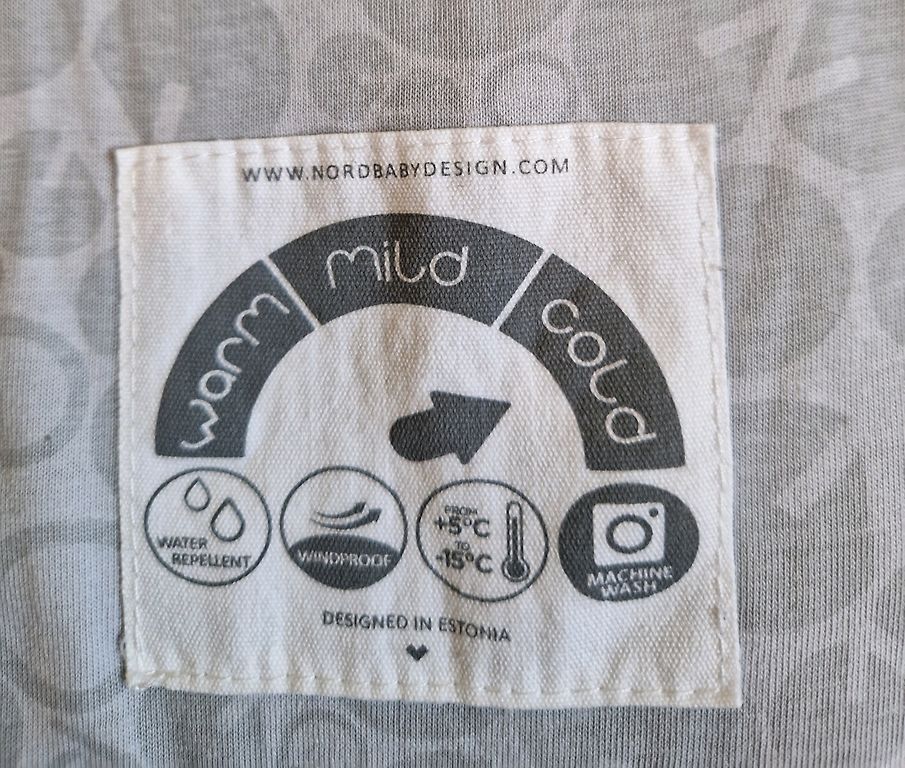 WWW.NORDBABYDESIGN.COM
warm
mild
cold
WATER
REPELLENT
WINDPROOF
FROM
+5°C
TO
-15°C
MACHINE
WASH
DESIGNED IN ESTONIA